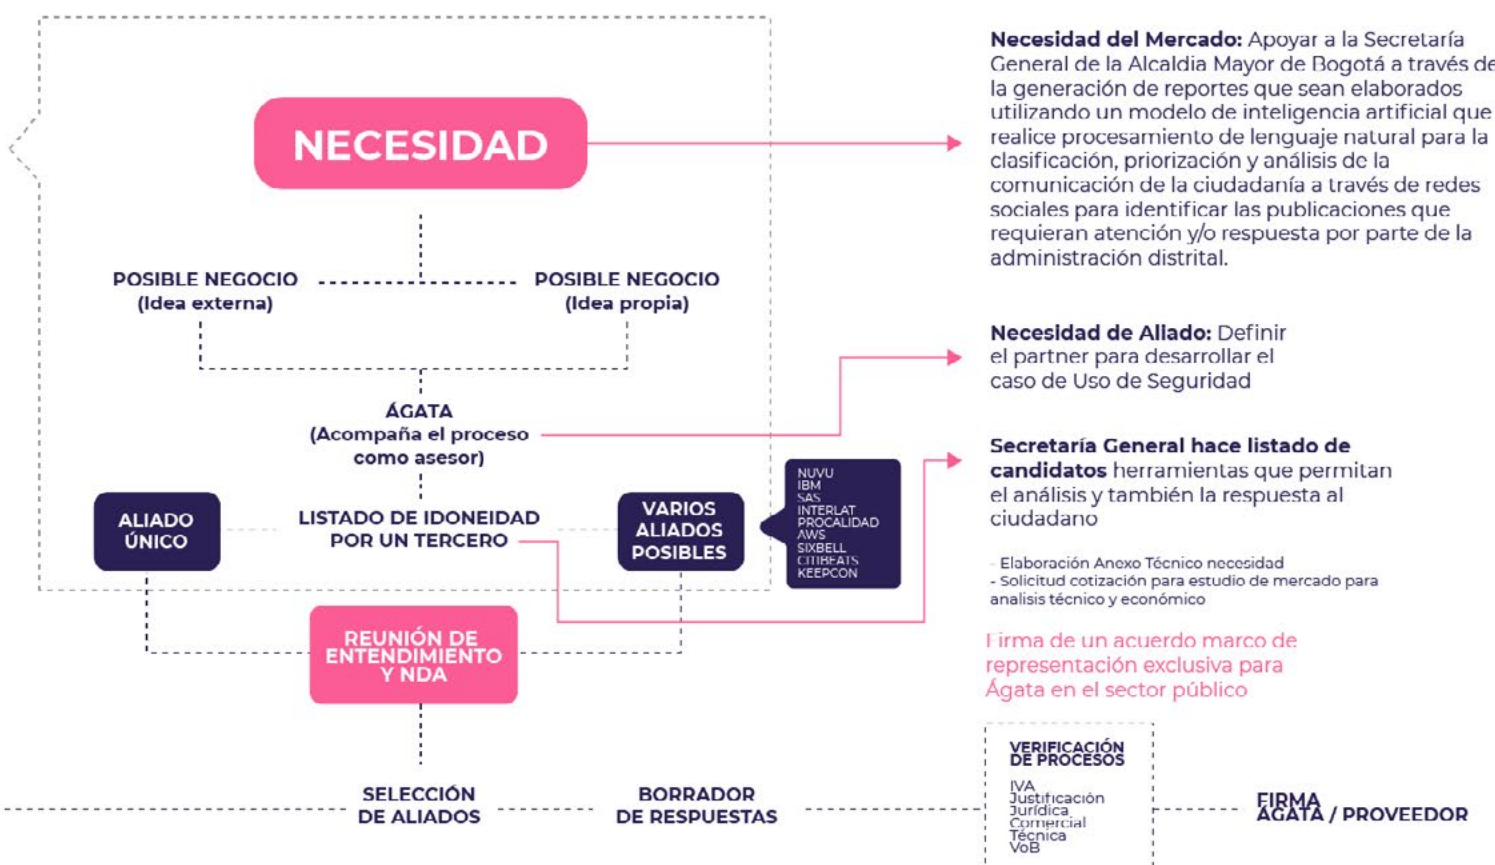 NECESIDAD
Necesidad del Mercado: Apoyar a la Secretaría
General de la Alcaldia Mayor de Bogotá a través de
la generación de reportes que sean elaborados
utilizando un modelo de inteligencia artificial que
realice procesamiento de lenguaje natural para la
clasificación, priorización y análisis de la
comunicación de la ciudadanía a través de redes
sociales para identificar las publicaciones que
requieran atención y/o respuesta por parte de la
administración distrital.
POSIBLE NEGOCIO
(Idea externa)
POSIBLE NEGOCIO
(Idea propia)
Necesidad de Aliado: Definir
el partner para desarrollar el
caso de Uso de Seguridad
ÁGATA
(Acompaña el proceso
como asesor)
Secretaría General hace listado de
candidatos herramientas que permitan
el análisis y también la respuesta al
ciudadano
- Elaboración Anexo Técnico necesidad
- Solicitud cotización para estudio de mercado para
analisis técnico y económico
ALIADO
ÚNICO
LISTADO DE IDONEIDAD
POR UN TERCERO
VARIOS
ALIADOS
POSIBLES
NUVU
IBM
SAS
INTERLAT
PROCALIDAD
AWS
SIXBELL
CITIBEATS
KEEPCON
REUNIÓN DE
ENTENDIMIENTO
Y NDA
Firma de un acuerdo marco de
representación exclusiva para
Ágata en el sector público
SELECCIÓN
DE ALIADOS
BORRADOR
DE RESPUESTAS
VERIFICACIÓN
DE PROCESOS
IVA
Justificación
Jurídica
Comercial
Técnica
VoB
FIRMA
AGATA / PROVEEDOR